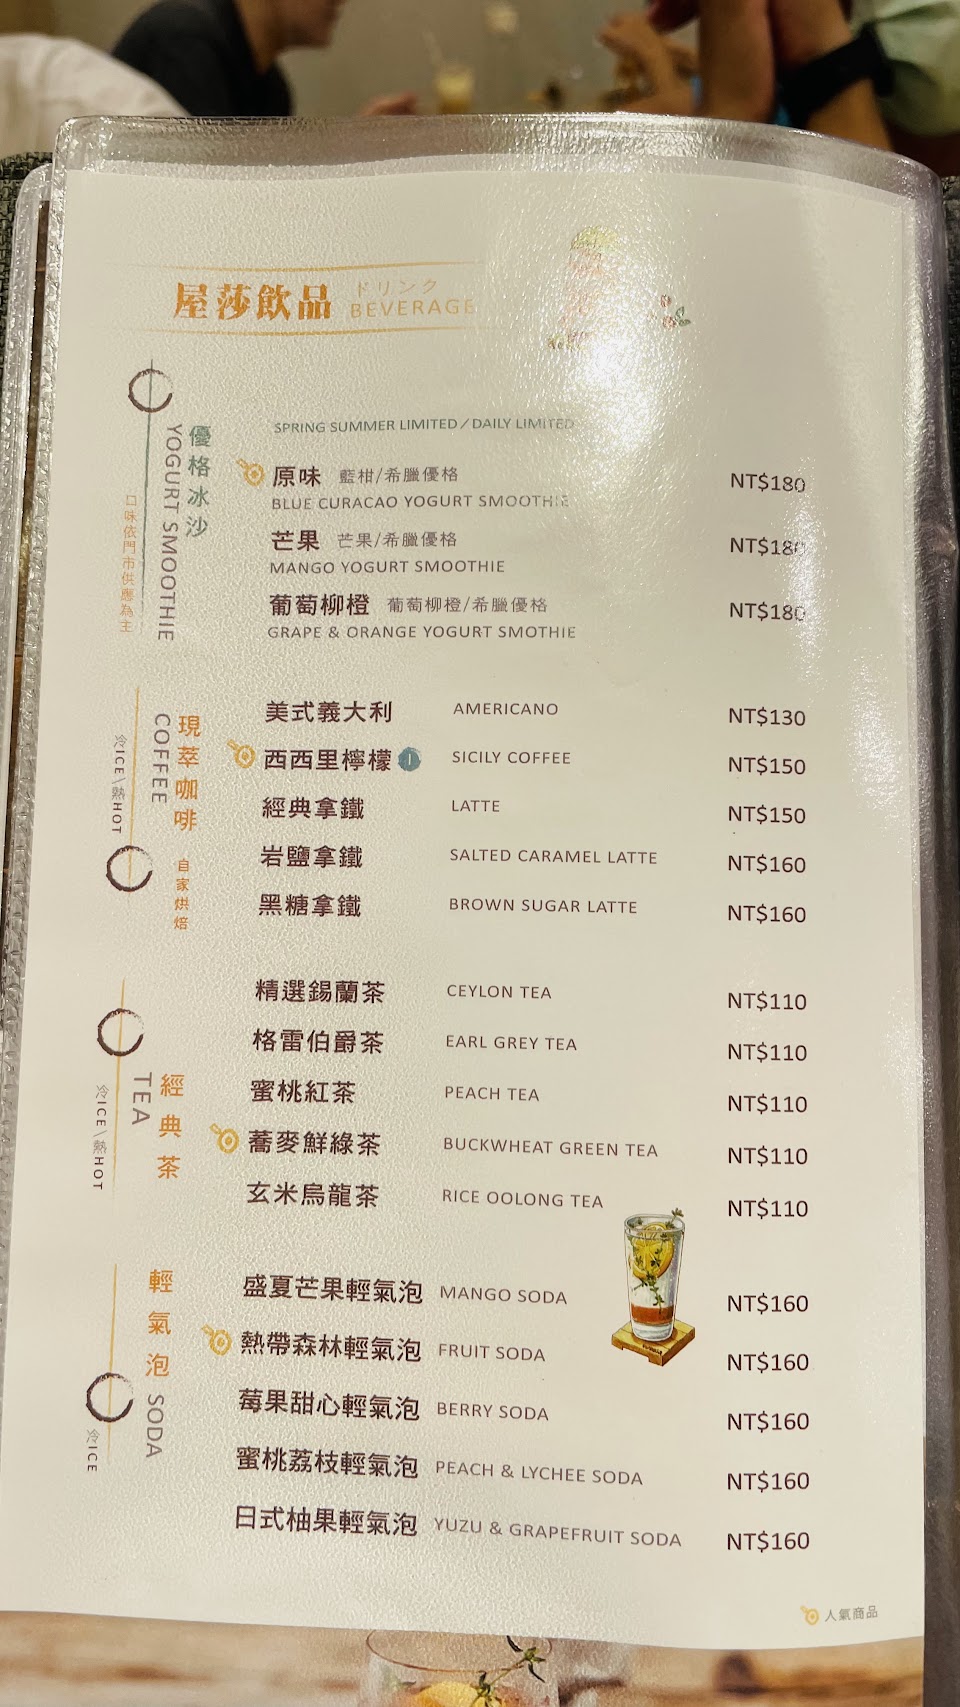 屋莎飲品 ドリンク
BEVERAGE
優格冰沙
YOGURT SMOOTHIE
口味依門市供應為主
SPRING SUMMER LIMITED / DAILY LIMITED
原味 藍柑/希臘優格 NT$180
BLUE CURACAO YOGURT SMOOTHIE
芒果 芒果/希臘優格 NT$180
MANGO YOGURT SMOOTHIE
葡萄柳橙 葡萄柳橙/希臘優格 NT$180
GRAPE & ORANGE YOGURT SMOTHIE
現萃咖啡 自家烘焙
COFFEE
冷ICE\熱HOT
美式義大利 AMERICANO NT$130
西西里檸檬 SICILY COFFEE NT$150
經典拿鐵 LATTE NT$150
岩鹽拿鐵 SALTED CARAMEL LATTE NT$160
黑糖拿鐵 BROWN SUGAR LATTE NT$160
經典茶
TEA
冷ICE\熱HOT
精選錫蘭茶 CEYLON TEA NT$110
格雷伯爵茶 EARL GREY TEA NT$110
蜜桃紅茶 PEACH TEA NT$110
蕎麥鮮綠茶 BUCKWHEAT GREEN TEA NT$110
玄米烏龍茶 RICE OOLONG TEA NT$110
輕氣泡 SODA
冷ICE
盛夏芒果輕氣泡 MANGO SODA NT$160
熱帶森林輕氣泡 FRUIT SODA NT$160
莓果甜心輕氣泡 BERRY SODA NT$160
蜜桃荔枝輕氣泡 PEACH & LYCHEE SODA NT$160
日式柚果輕氣泡 YUZU & GRAPEFRUIT SODA NT$160
人氣商品